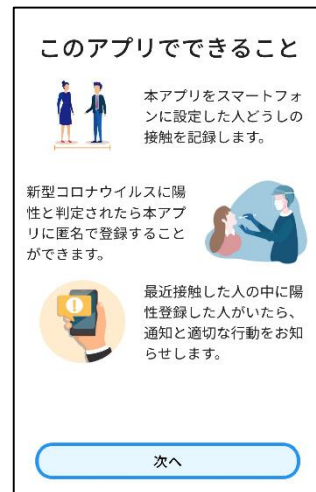 このアプリでできること
本アプリをスマートフォ
ンに設定した人どうしの
接触を記録します。
新型コロナウイルスに陽
性と判定されたら本アプ
リに匿名で登録すること
ができます。
最近接触した人の中に陽
性登録した人がいたら、
通知と適切な行動をお知
らせします。
次へ